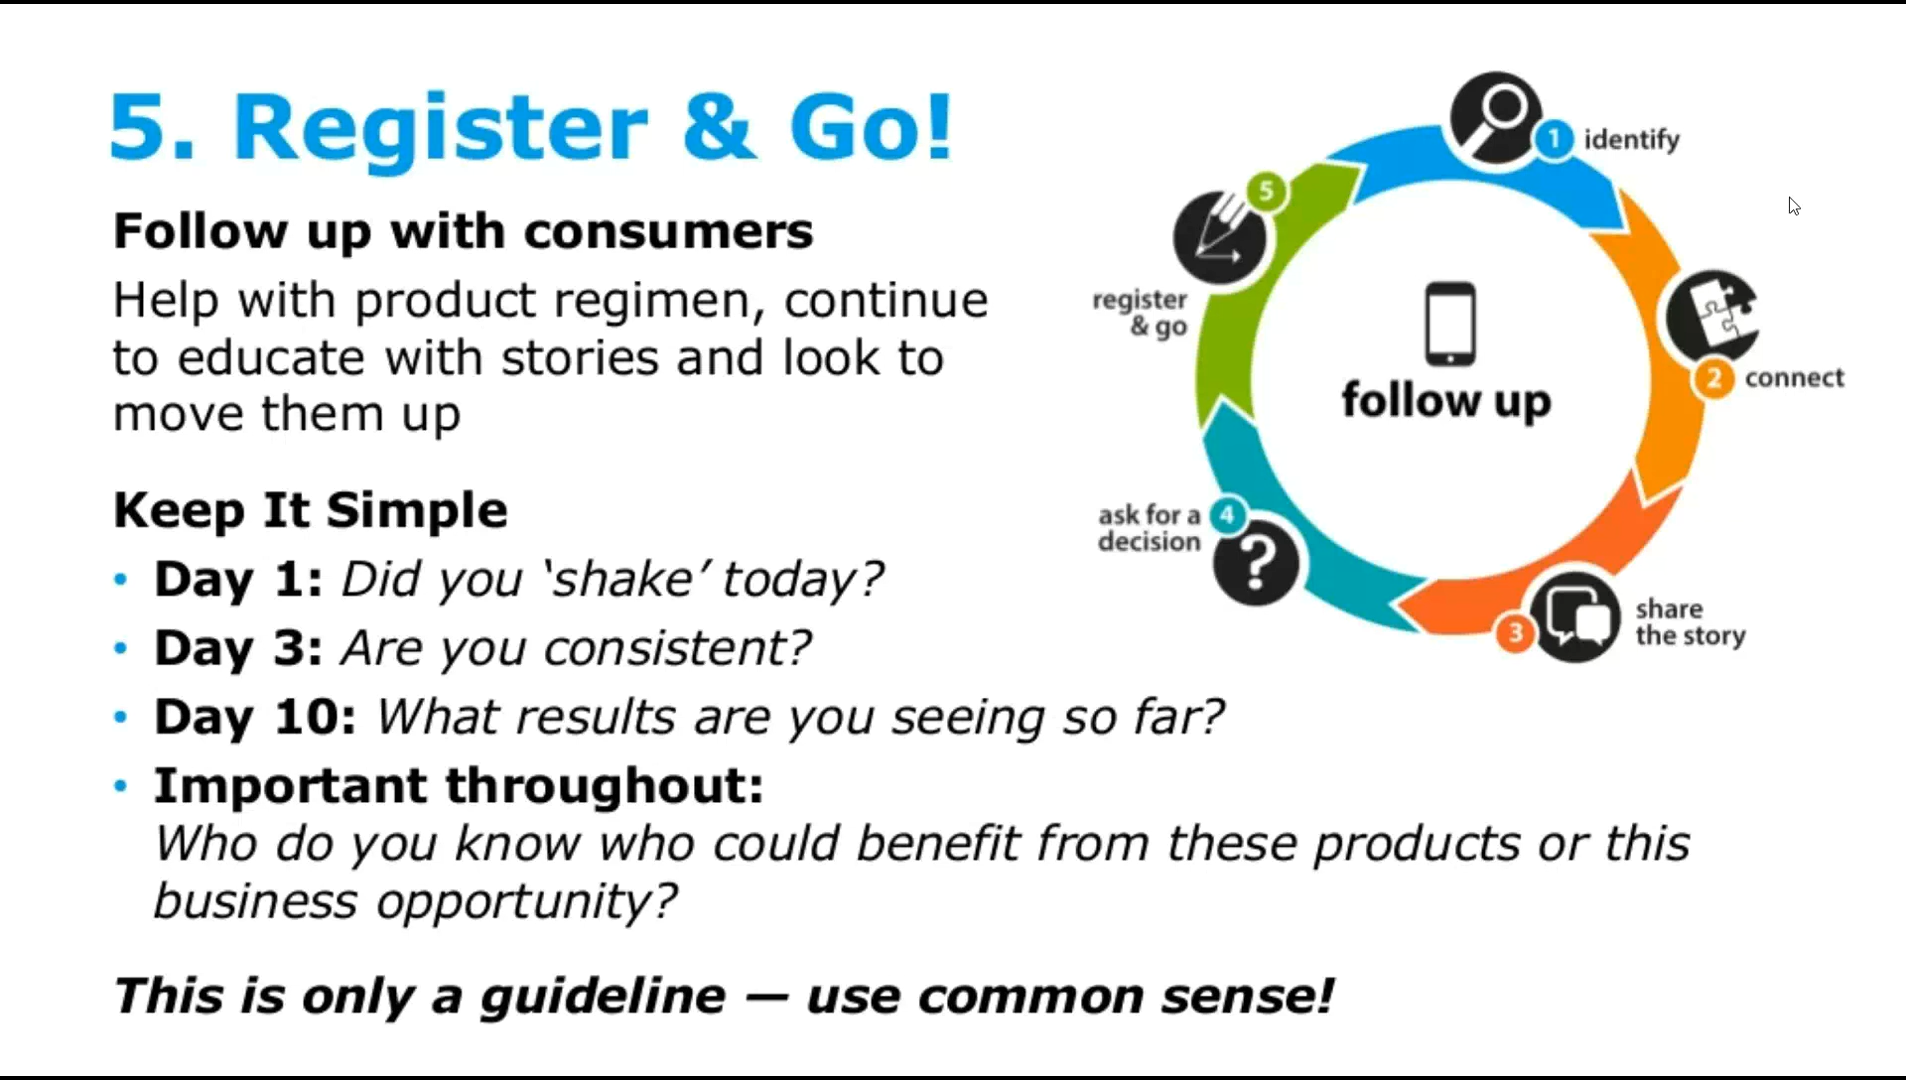 5. Register & Go!
Follow up with consumers
Help with product regimen, continue
to educate with stories and look to
move them up
Keep It Simple
• Day 1: Did you ‘shake’ today?
• Day 3: Are you consistent?
• Day 10: What results are you seeing so far?
• Important throughout:
Who do you know who could benefit from these products or this
business opportunity?
This is only a guideline — use common sense!
1 identify
2 connect
3 share
the story
4 ask for a
decision
5 register
& go
follow up